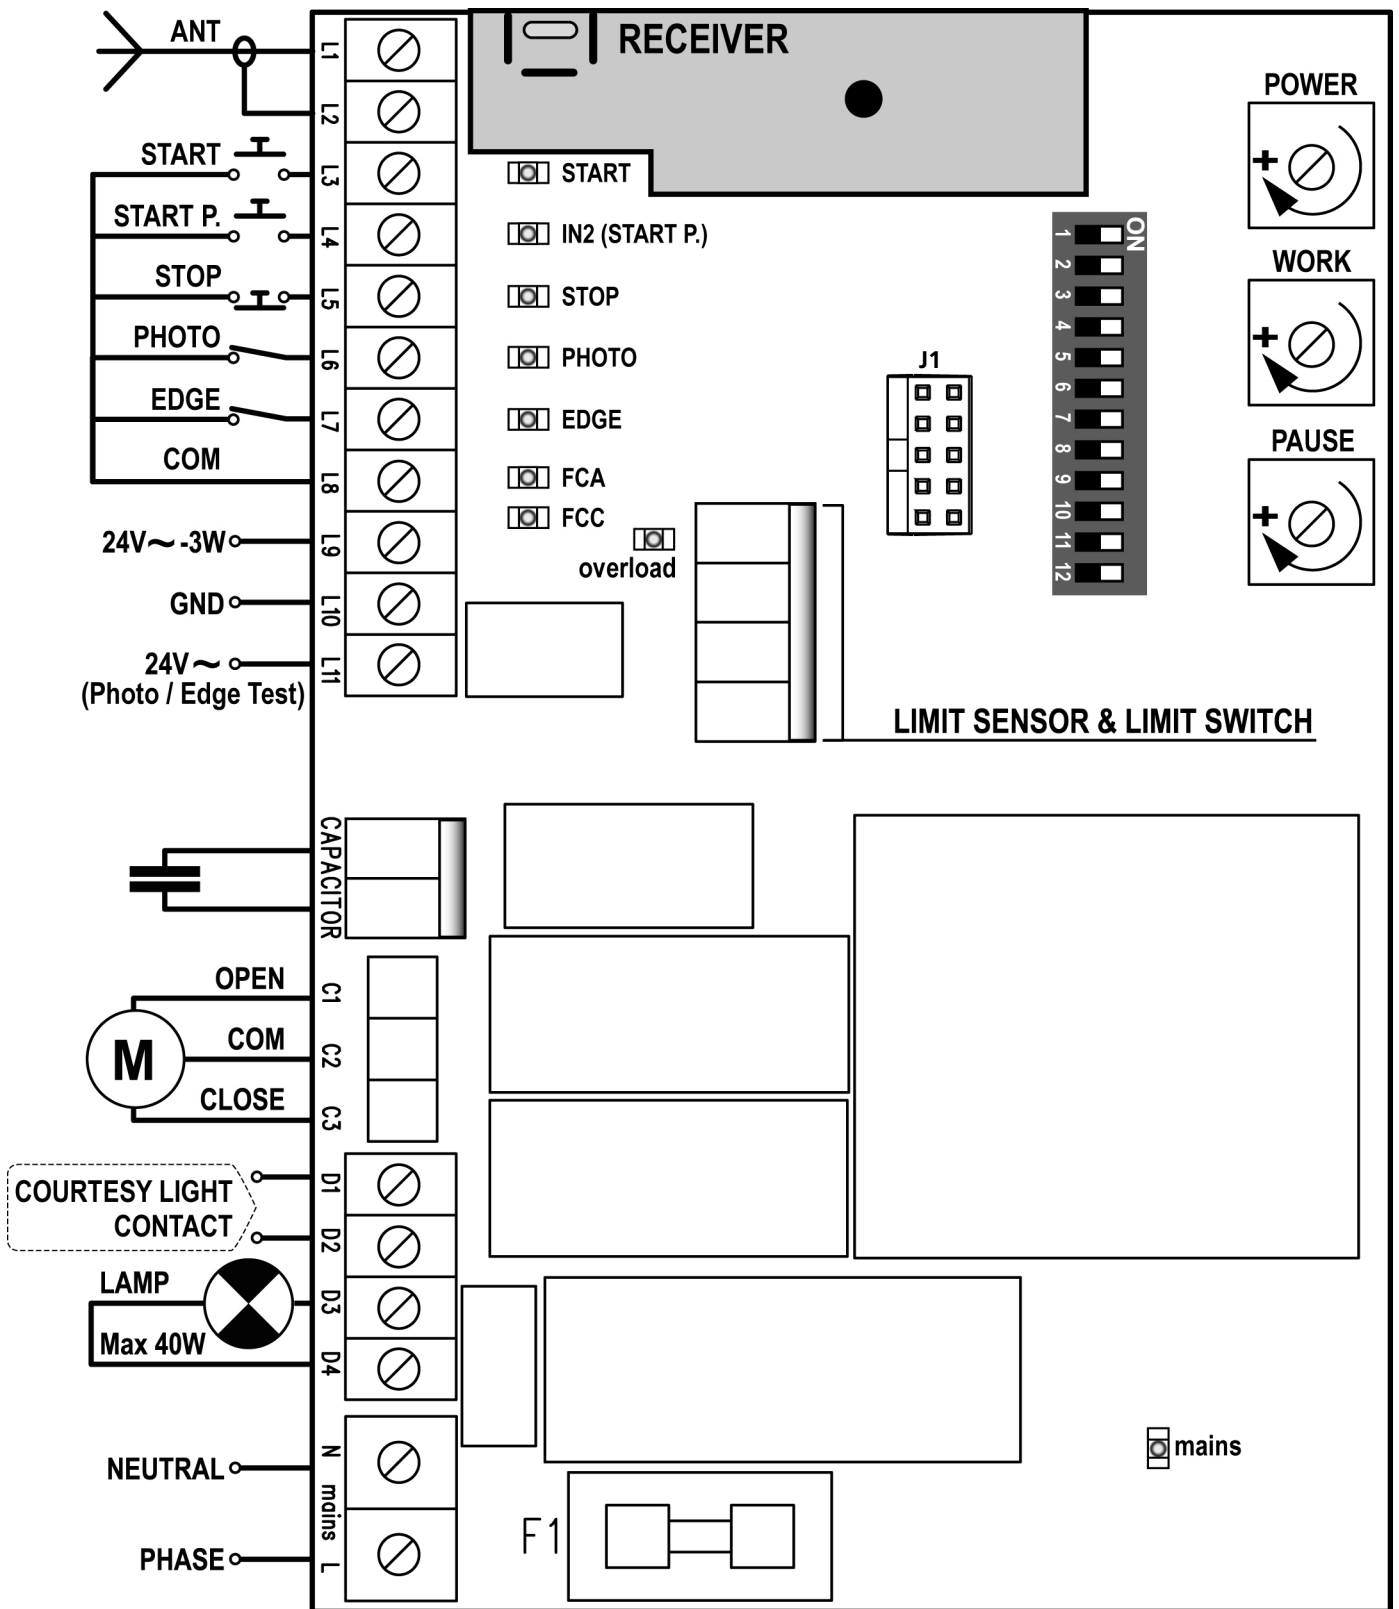 ANT
L1
L2
RECEIVER
POWER
+
START
L3
START
START P.
L4
IN2 (START P.)
STOP
L5
STOP
PHOTO
L6
PHOTO
EDGE
L7
EDGE
COM
L8
FCA
FCC
overload
24V~ -3W
L9
GND
L10
24V~
(Photo / Edge Test)
L11
J1
ON
1
2
3
4
5
6
7
8
9
10
11
12
WORK
+
PAUSE
+
LIMIT SENSOR & LIMIT SWITCH
CAPACITOR
OPEN
C1
M
COM
C2
CLOSE
C3
COURTESY LIGHT
CONTACT
D1
D2
LAMP
D3
Max 40W
D4
NEUTRAL
N
mains
PHASE
L
F1
mains